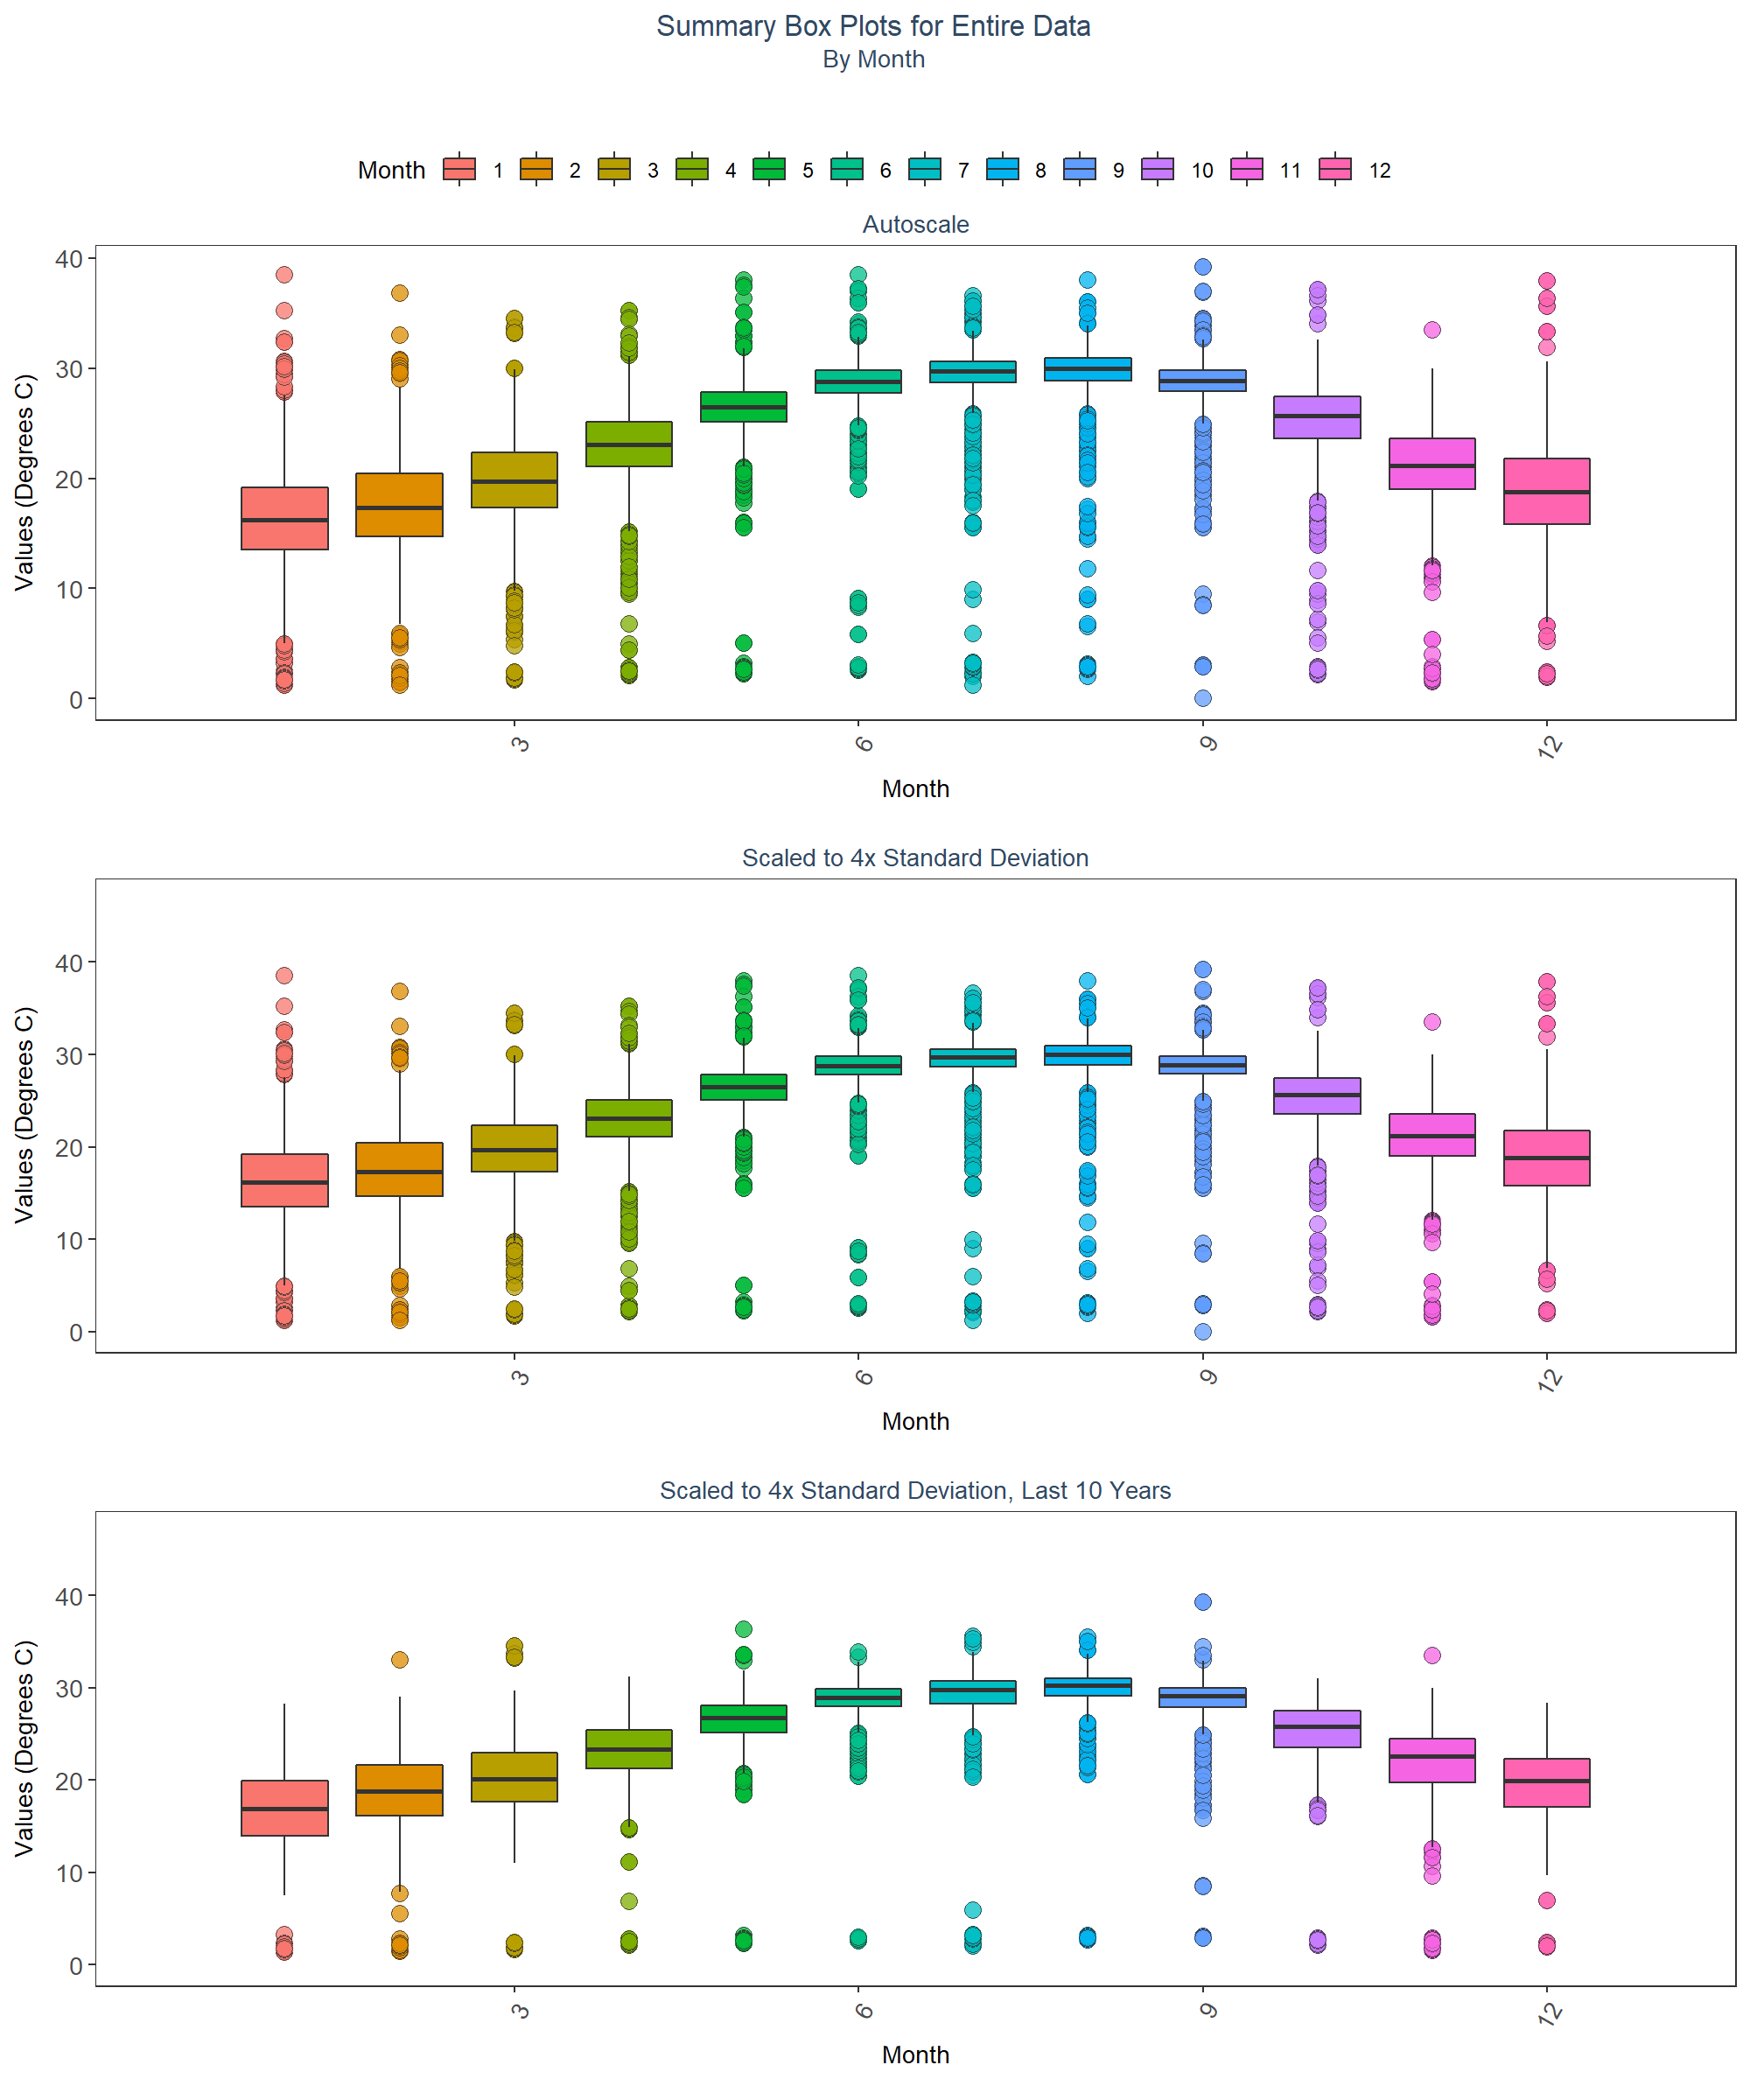 Summary Box Plots for Entire Data
By Month
Month 1 2 3 4 5 6 7 8 9 10 11 12
Autoscale
Values (Degrees C)
40
30
20
10
0
3 6 9 12
Month
Scaled to 4x Standard Deviation
Values (Degrees C)
40
30
20
10
0
3 6 9 12
Month
Scaled to 4x Standard Deviation, Last 10 Years
Values (Degrees C)
40
30
20
10
0
3 6 9 12
Month